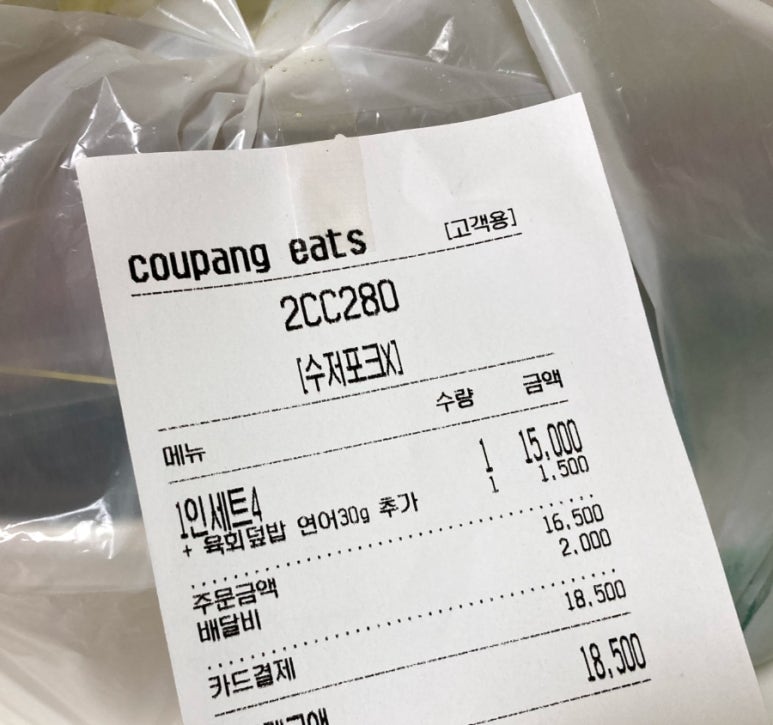 coupang eats [고객용]
2CC280
[수저포크X]
메뉴 수량 금액
1인세트4 1 15,000
+ 육회덮밥 연어30g 추가 1 1,500
주문금액 16,500
배달비 2,000
카드결제 18,500
18,500